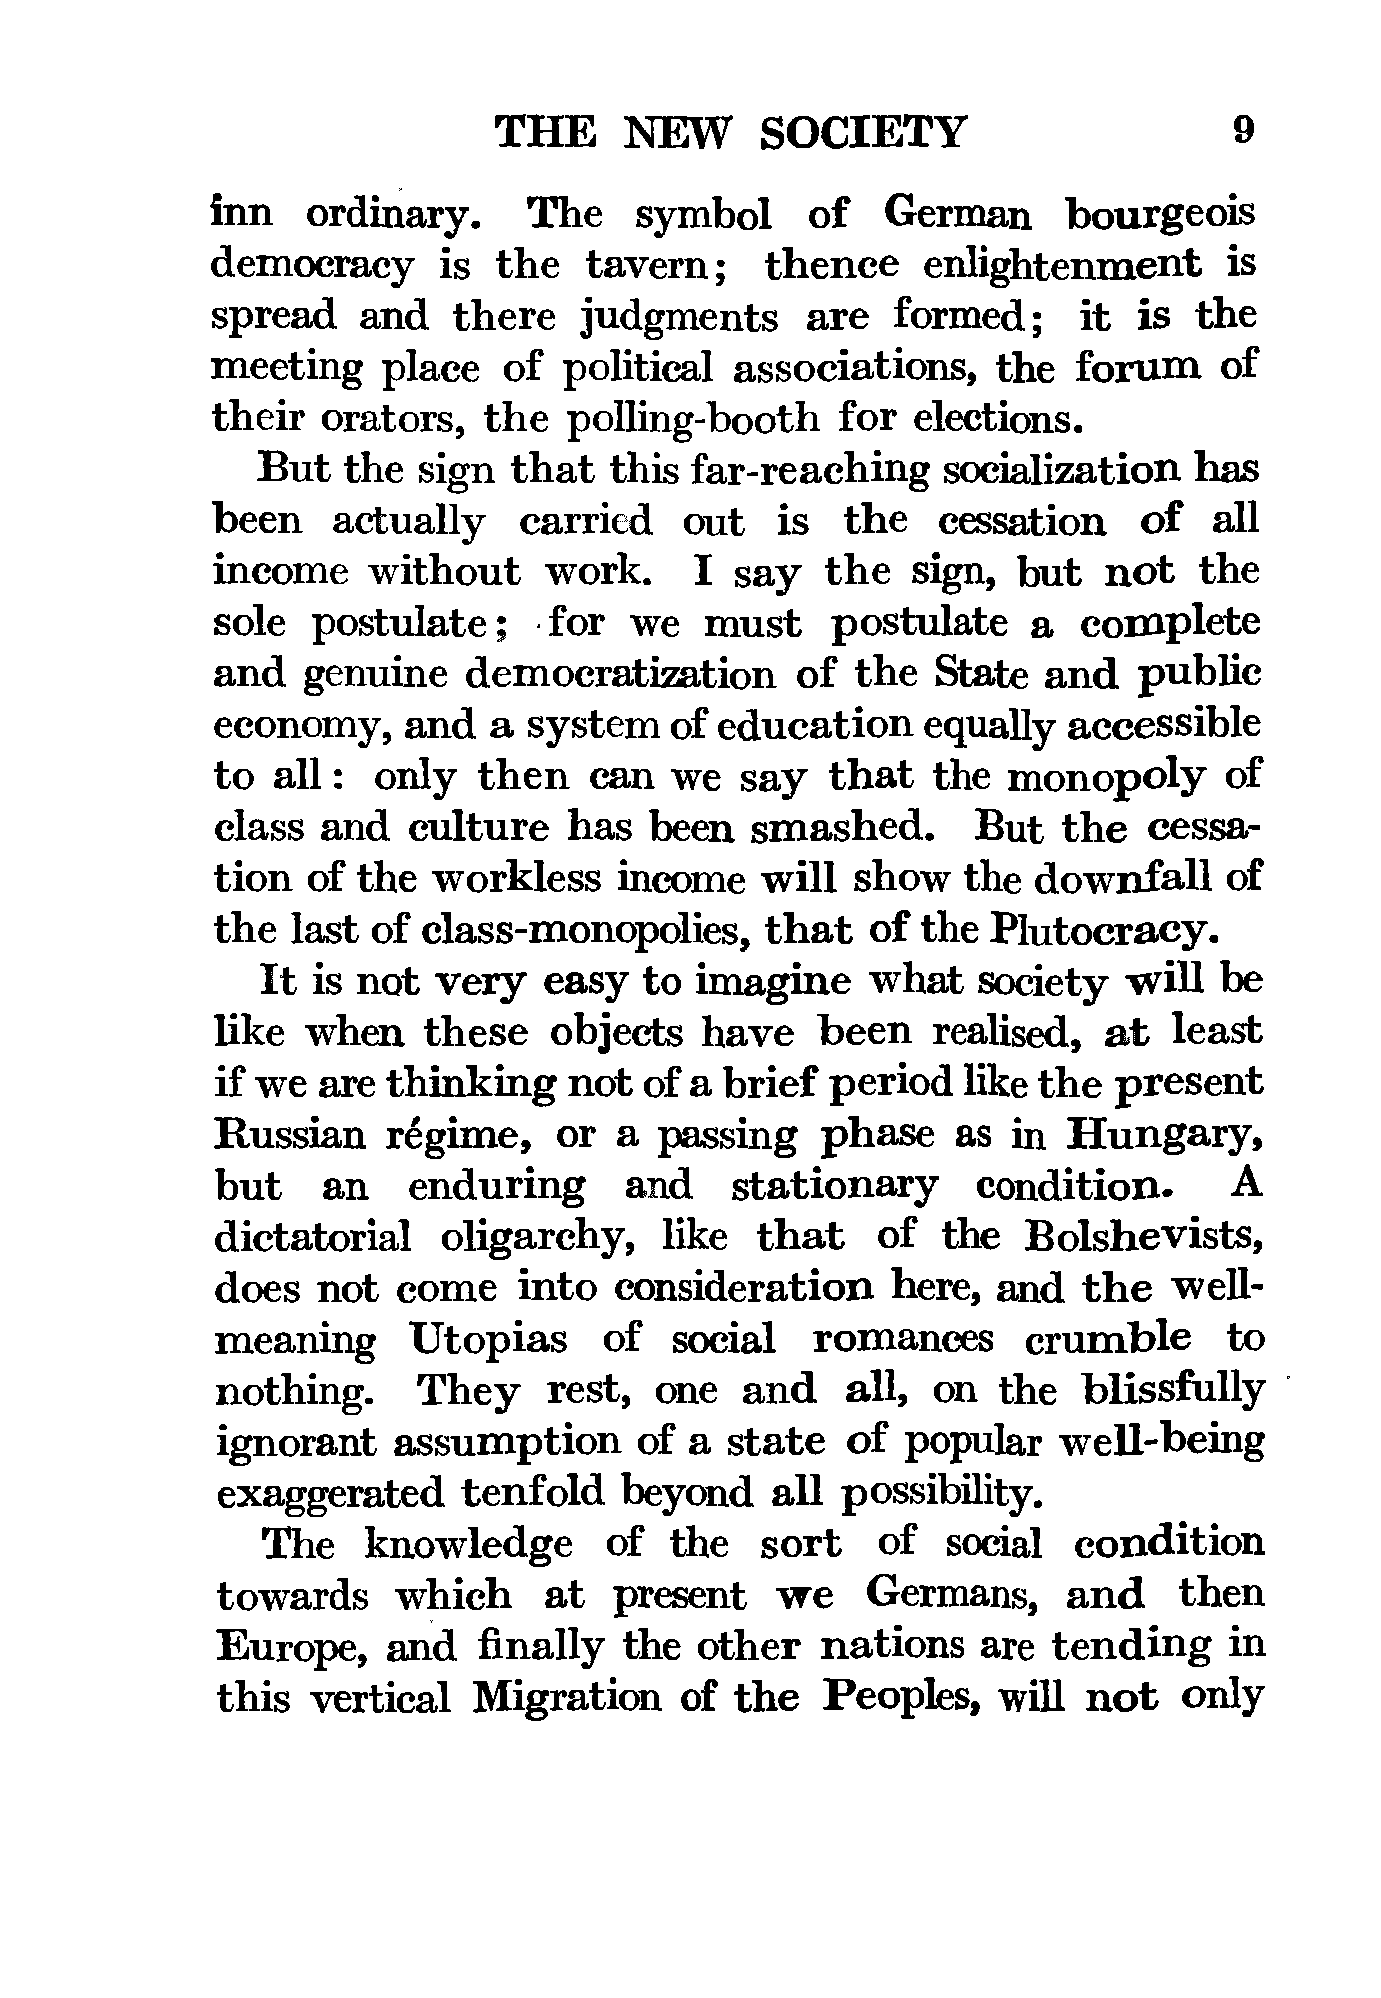 THE NEW SOCIETY 9
inn ordinary. The symbol of German bourgeois
democracy is the tavern; thence enlightenment is
spread and there judgments are formed; it is the
meeting place of political associations, the forum of
their orators, the polling-booth for elections.
But the sign that this far-reaching socialization has
been actually carried out is the cessation of all
income without work. I say the sign, but not the
sole postulate; for we must postulate a complete
and genuine democratization of the State and public
economy, and a system of education equally accessible
to all: only then can we say that the monopoly of
class and culture has been smashed. But the cessa-
tion of the workless income will show the downfall of
the last of class-monopolies, that of the Plutocracy.
It is not very easy to imagine what society will be
like when these objects have been realised, at least
if we are thinking not of a brief period like the present
Russian régime, or a passing phase as in Hungary,
but an enduring and stationary condition. A
dictatorial oligarchy, like that of the Bolshevists,
does not come into consideration here, and the well-
meaning Utopias of social romances crumble to
nothing. They rest, one and all, on the blissfully
ignorant assumption of a state of popular well-being
exaggerated tenfold beyond all possibility.
The knowledge of the sort of social condition
towards which at present we Germans, and then
Europe, and finally the other nations are tending in
this vertical Migration of the Peoples, will not only